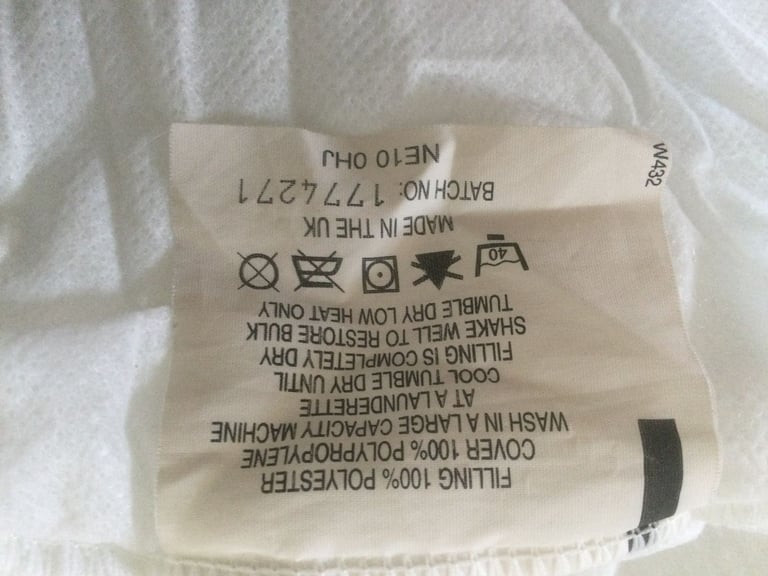 FILLING 100% POLYESTER
COVER 100% POLYPROPYLENE
WASH IN A LARGE CAPACITY MACHINE
AT A LAUNDERETTE
COOL TUMBLE DRY UNTIL
FILLING IS COMPLETELY DRY
SHAKE WELL TO RESTORE BULK
TUMBLE DRY LOW HEAT ONLY
40
MADE IN THE UK
BATCH NO: 1774271
NE10 0HJ
W432